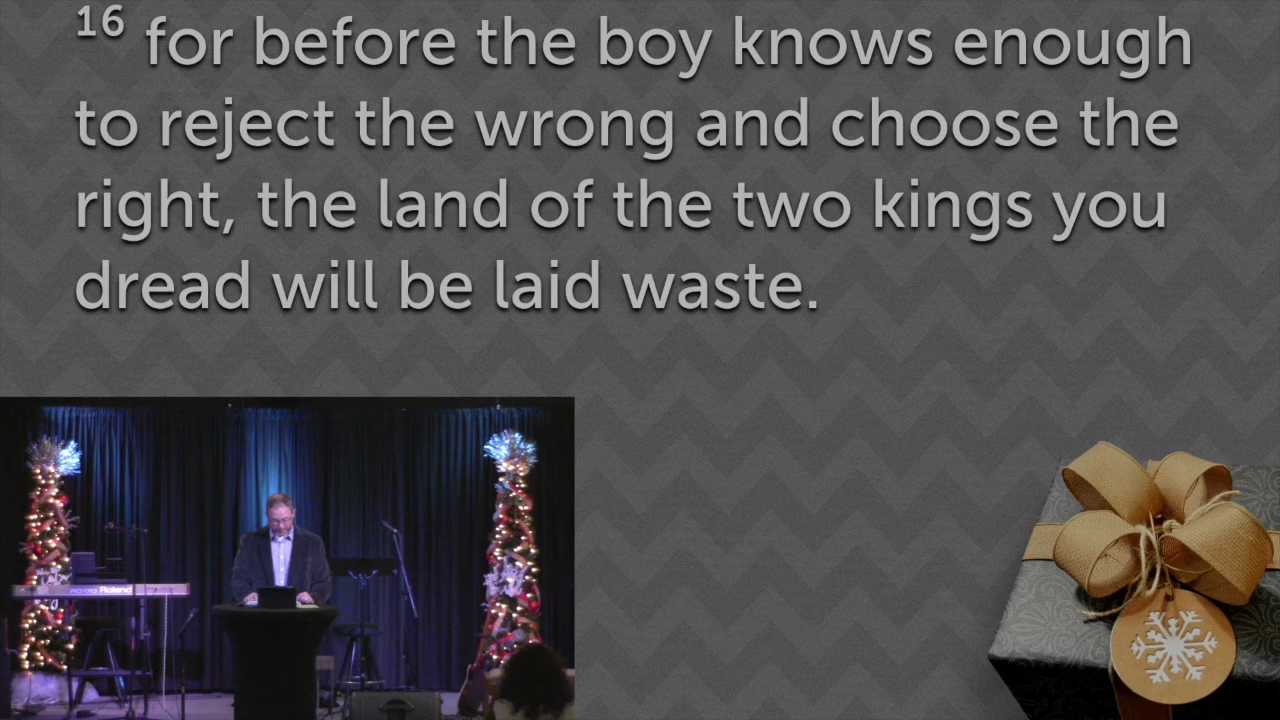 16 for before the boy knows enough
to reject the wrong and choose the
right, the land of the two kings you
dread will be laid waste.
Roland